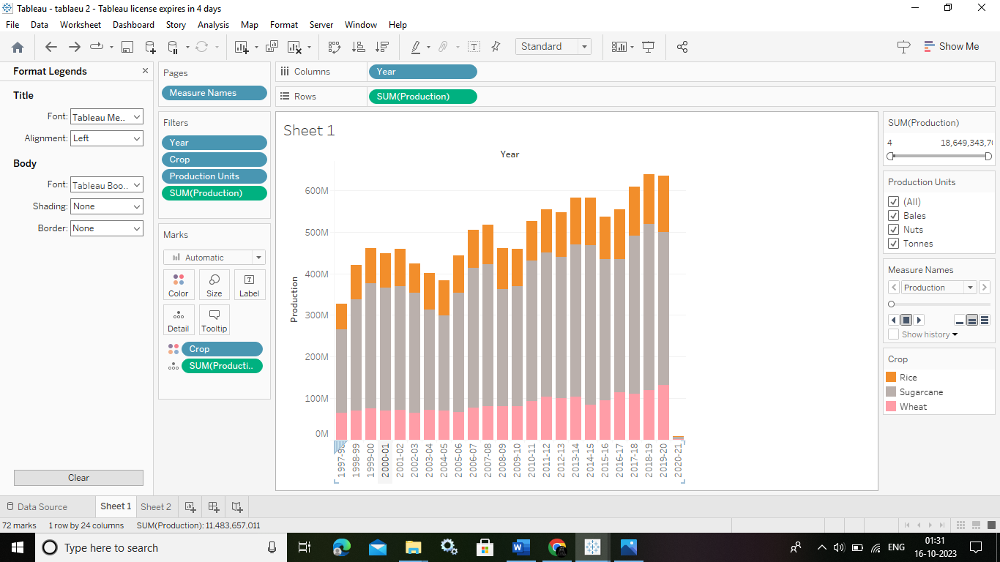 Tableau - tablaeu 2 - Tableau license expires in 4 days
File Data Worksheet Dashboard Story Analysis Map Format Server Window Help
Standard
Show Me
Format Legends
Title
Font: Tableau Me..
Alignment: Left
Body
Font: Tableau Boo..
Shading: None
Border: None
Clear
Pages
Measure Names
Filters
Year
Crop
Production Units
SUM(Production)
Marks
Automatic
Color Size Label
Detail Tooltip
Crop
SUM(Producti..
Columns Year
Rows SUM(Production)
Sheet 1
Year
Production
600M
500M
400M
300M
200M
100M
0M
1997-98
1998-99
1999-00
2000-01
2001-02
2002-03
2003-04
2004-05
2005-06
2006-07
2007-08
2008-09
2009-10
2010-11
2011-12
2012-13
2013-14
2014-15
2015-16
2016-17
2017-18
2018-19
2019-20
2020-21
SUM(Production)
4 18,649,343,7
Production Units
(All)
Bales
Nuts
Tonnes
Measure Names
Production
Show history
Crop
Rice
Sugarcane
Wheat
Data Source Sheet 1 Sheet 2
72 marks 1 row by 24 columns SUM(Production): 11,483,657,011
Type here to search
ENG
01:31
16-10-2023